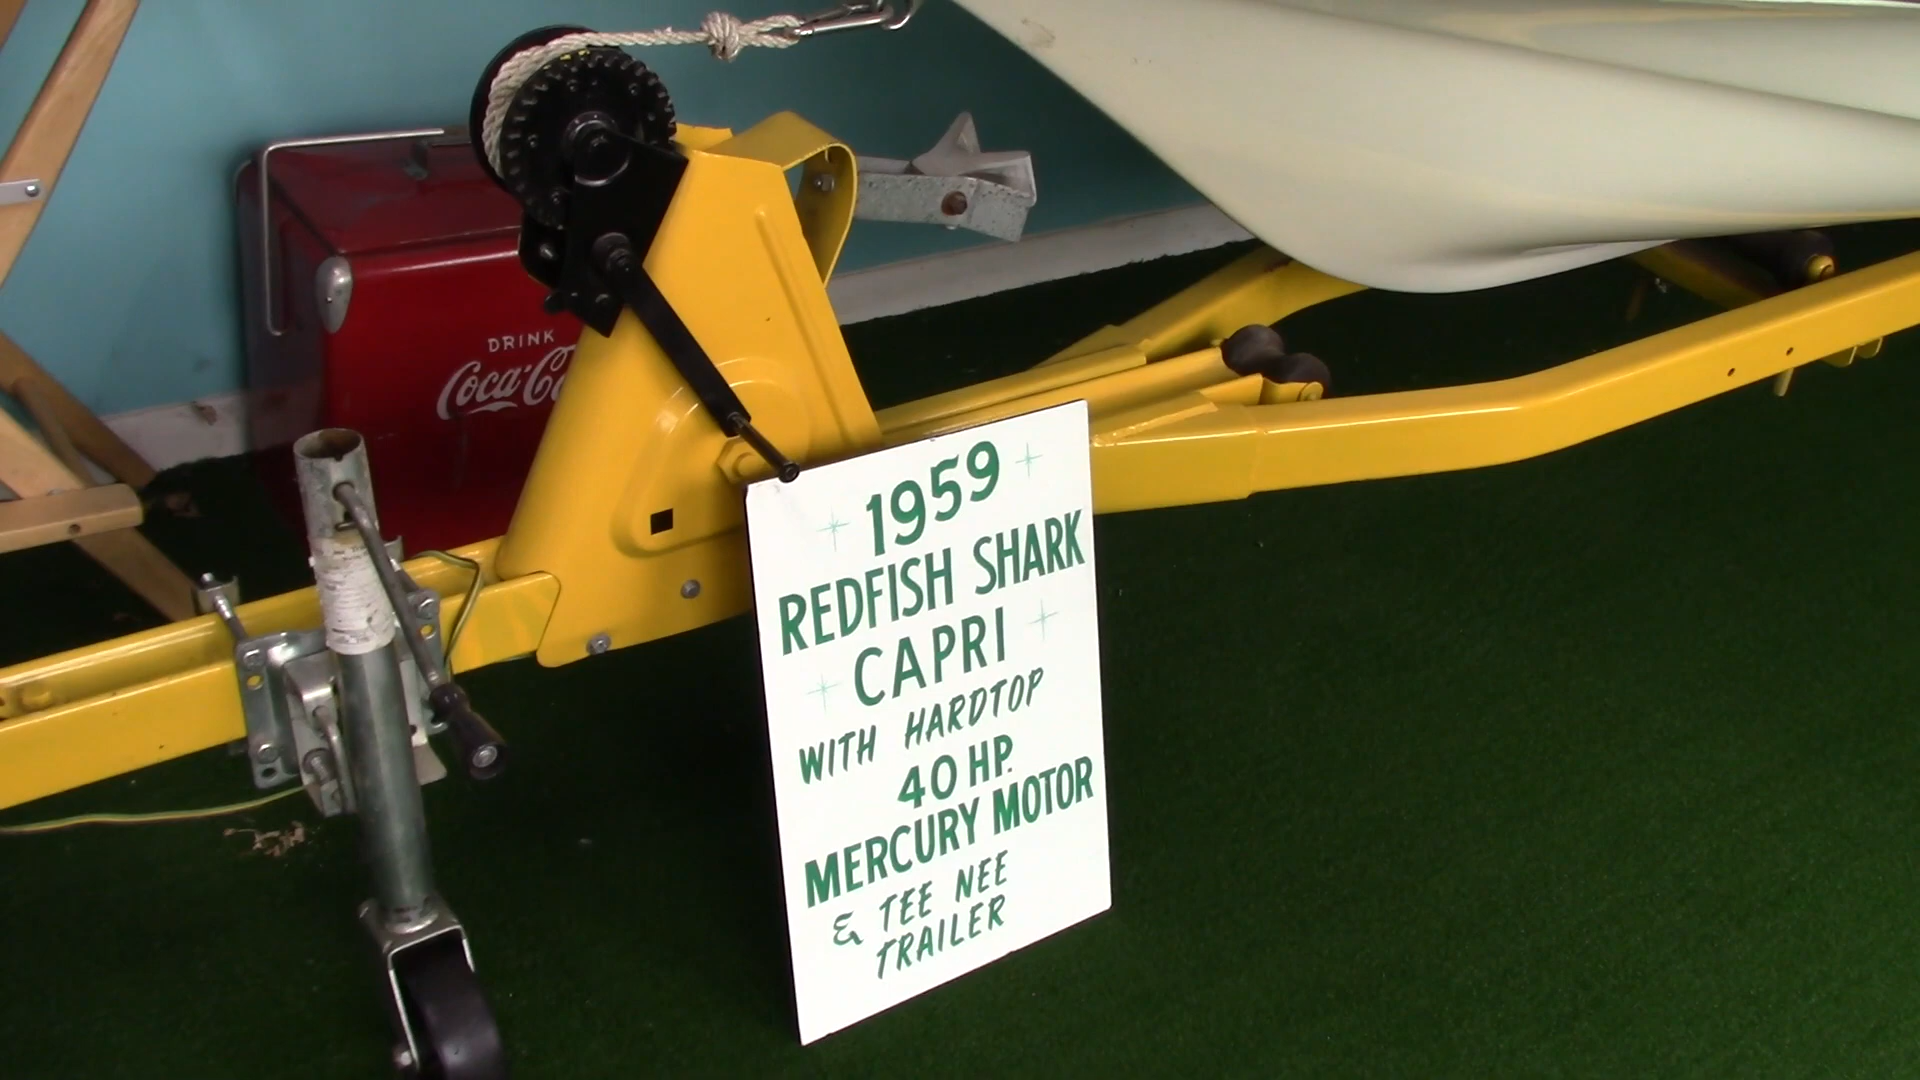 DRINK
Coca-Co
1959
REDFISH SHARK
CAPRI
WITH HARDTOP
40 HP.
MERCURY MOTOR
& TEE NEE
TRAILER